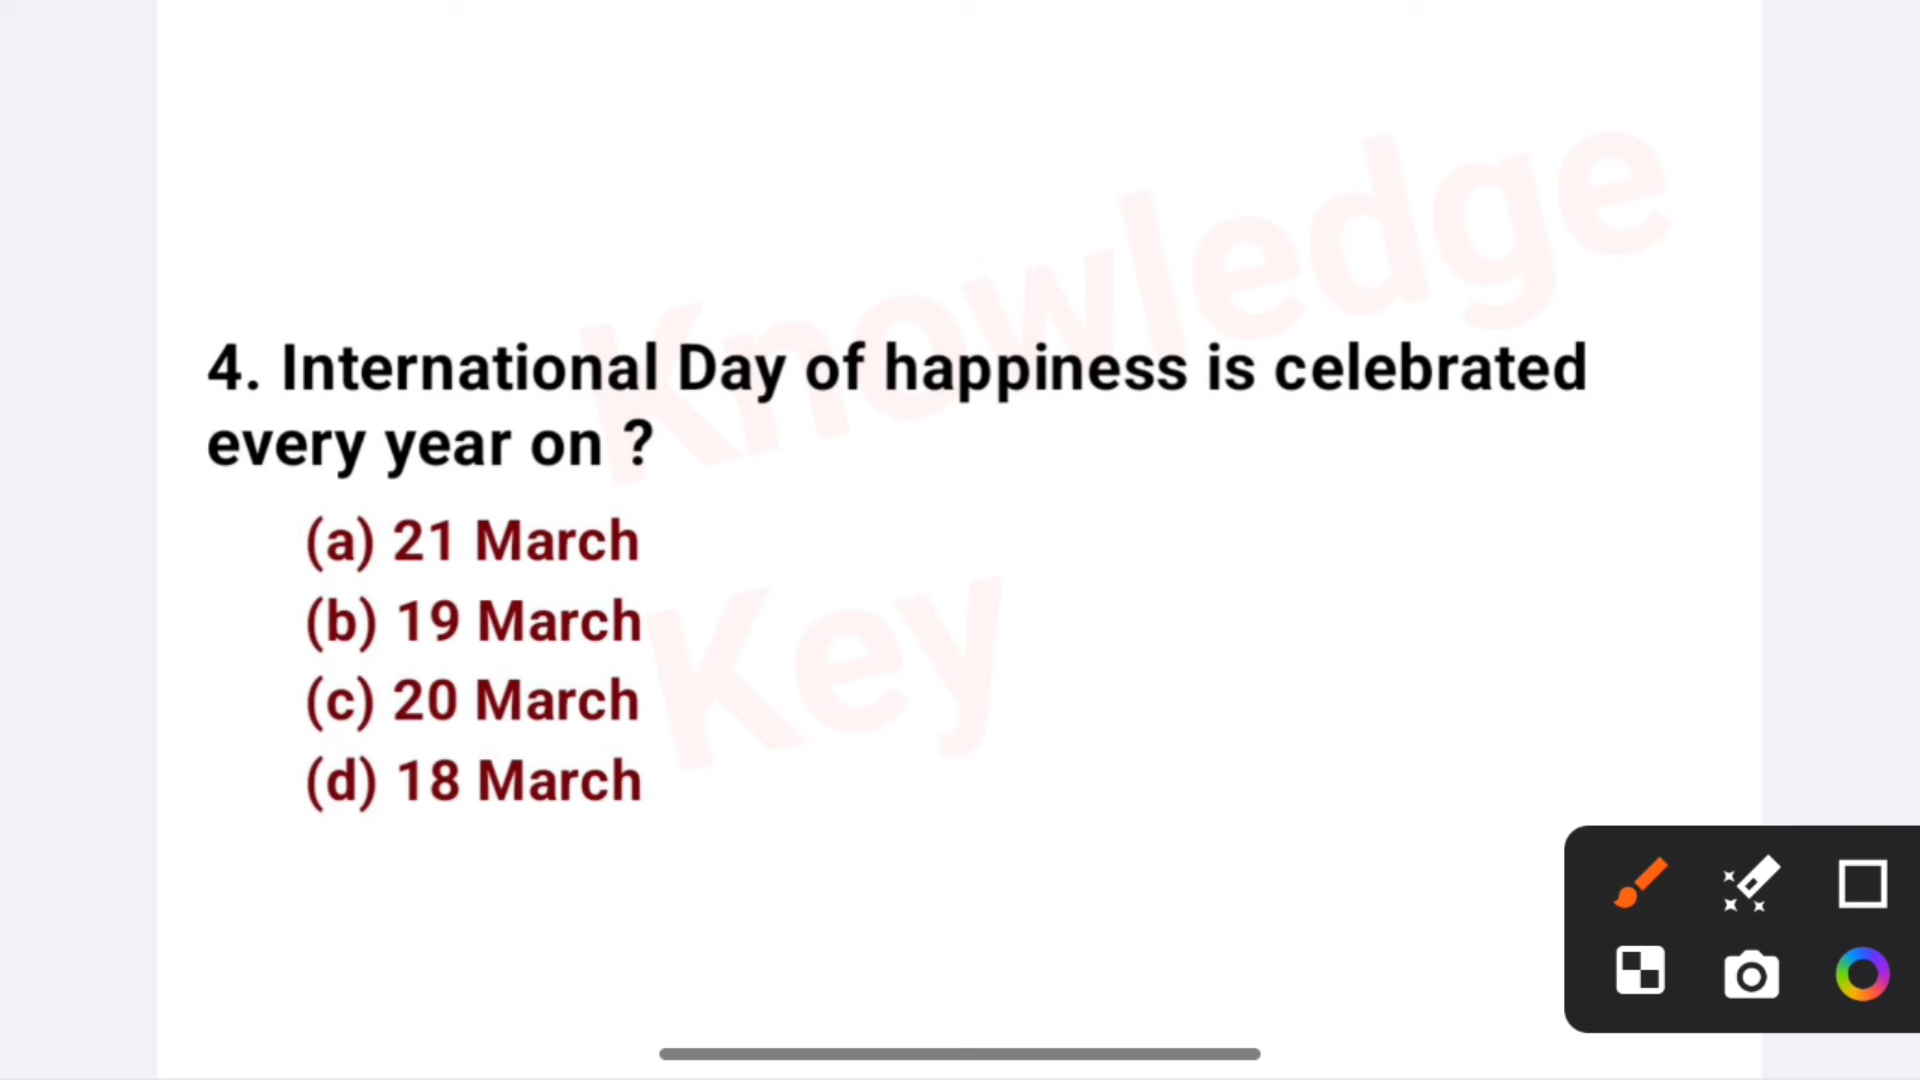 Knowledge
4. International Day of happiness is celebrated
every year on ?
(a) 21 March
(b) 19 March
Key
(c) 20 March
(d) 18 March